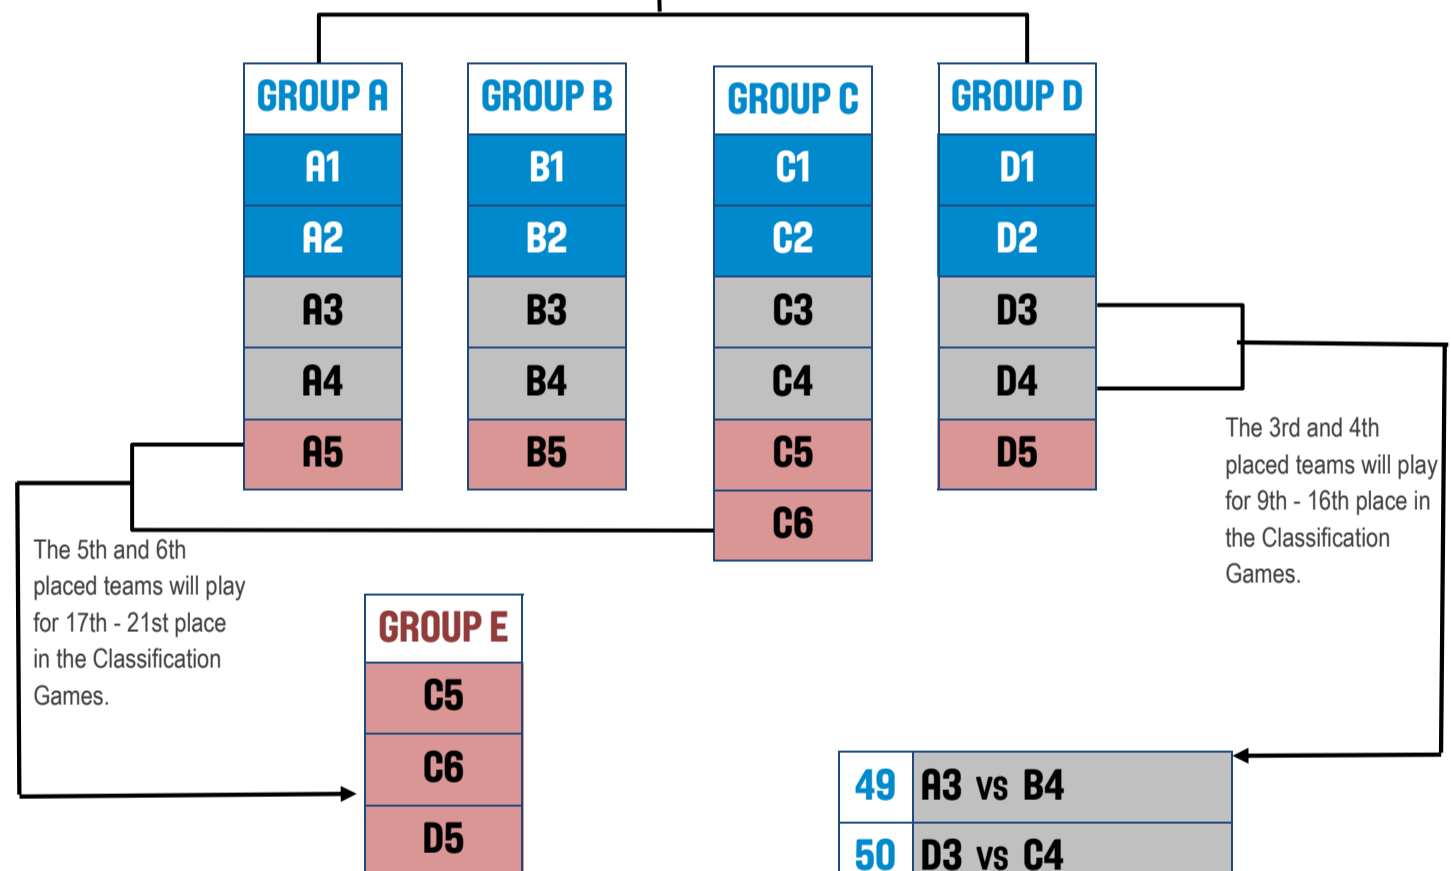 GROUP A
A1
A2
A3
A4
A5
GROUP B
B1
B2
B3
B4
B5
GROUP C
C1
C2
C3
C4
C5
C6
GROUP D
D1
D2
D3
D4
D5
The 3rd and 4th
placed teams will play
for 9th - 16th place in
the Classification
Games.
The 5th and 6th
placed teams will play
for 17th - 21st place
in the Classification
Games.
GROUP E
C5
C6
D5
49 A3 vs B4
50 D3 vs C4